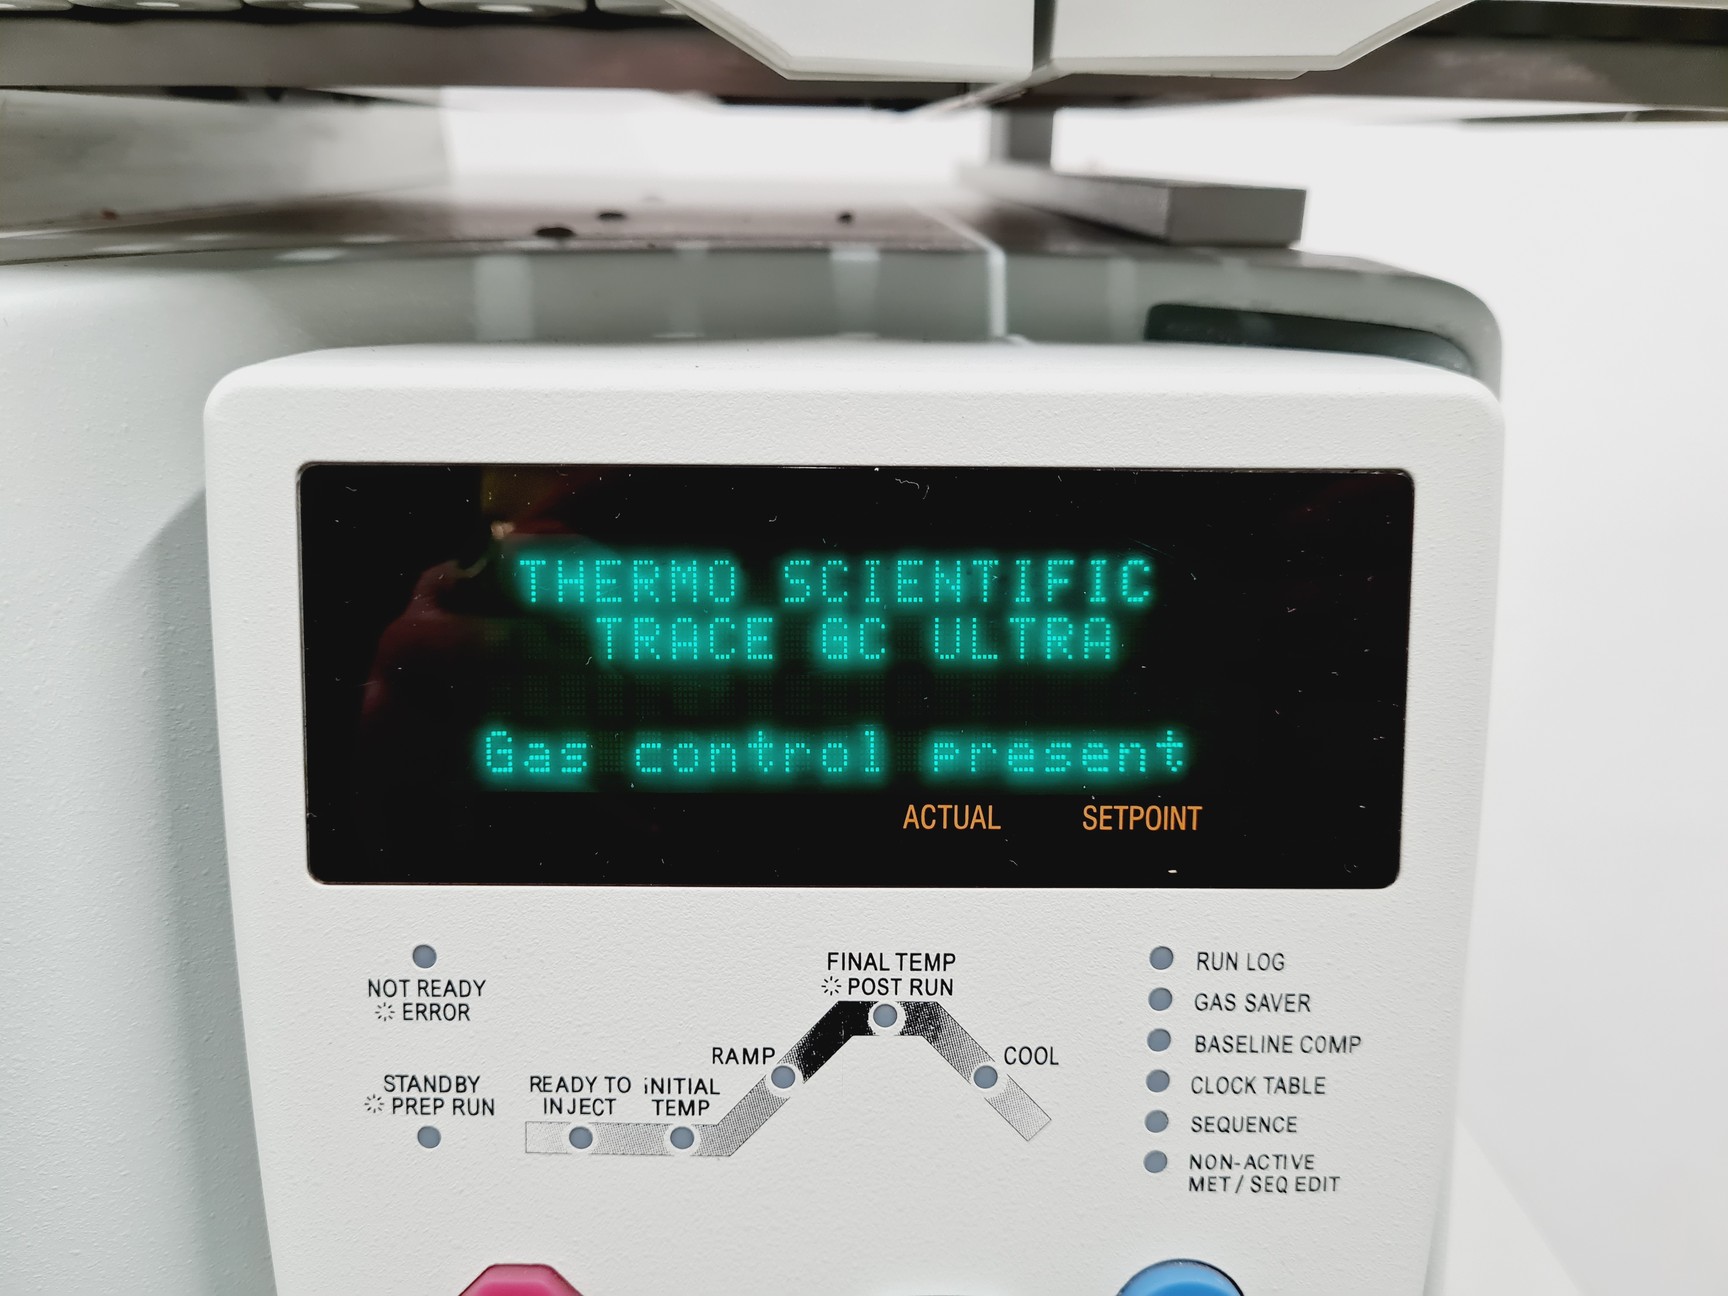 THERMO SCIENTIFIC
TRACE GC ULTRA
Gas control present
ACTUAL SETPOINT
NOT READY
ERROR
STANDBY
PREP RUN
READY TO
INJECT
INITIAL
TEMP
RAMP
FINAL TEMP
POST RUN
COOL
RUN LOG
GAS SAVER
BASELINE COMP
CLOCK TABLE
SEQUENCE
NON-ACTIVE
MET / SEQ EDIT